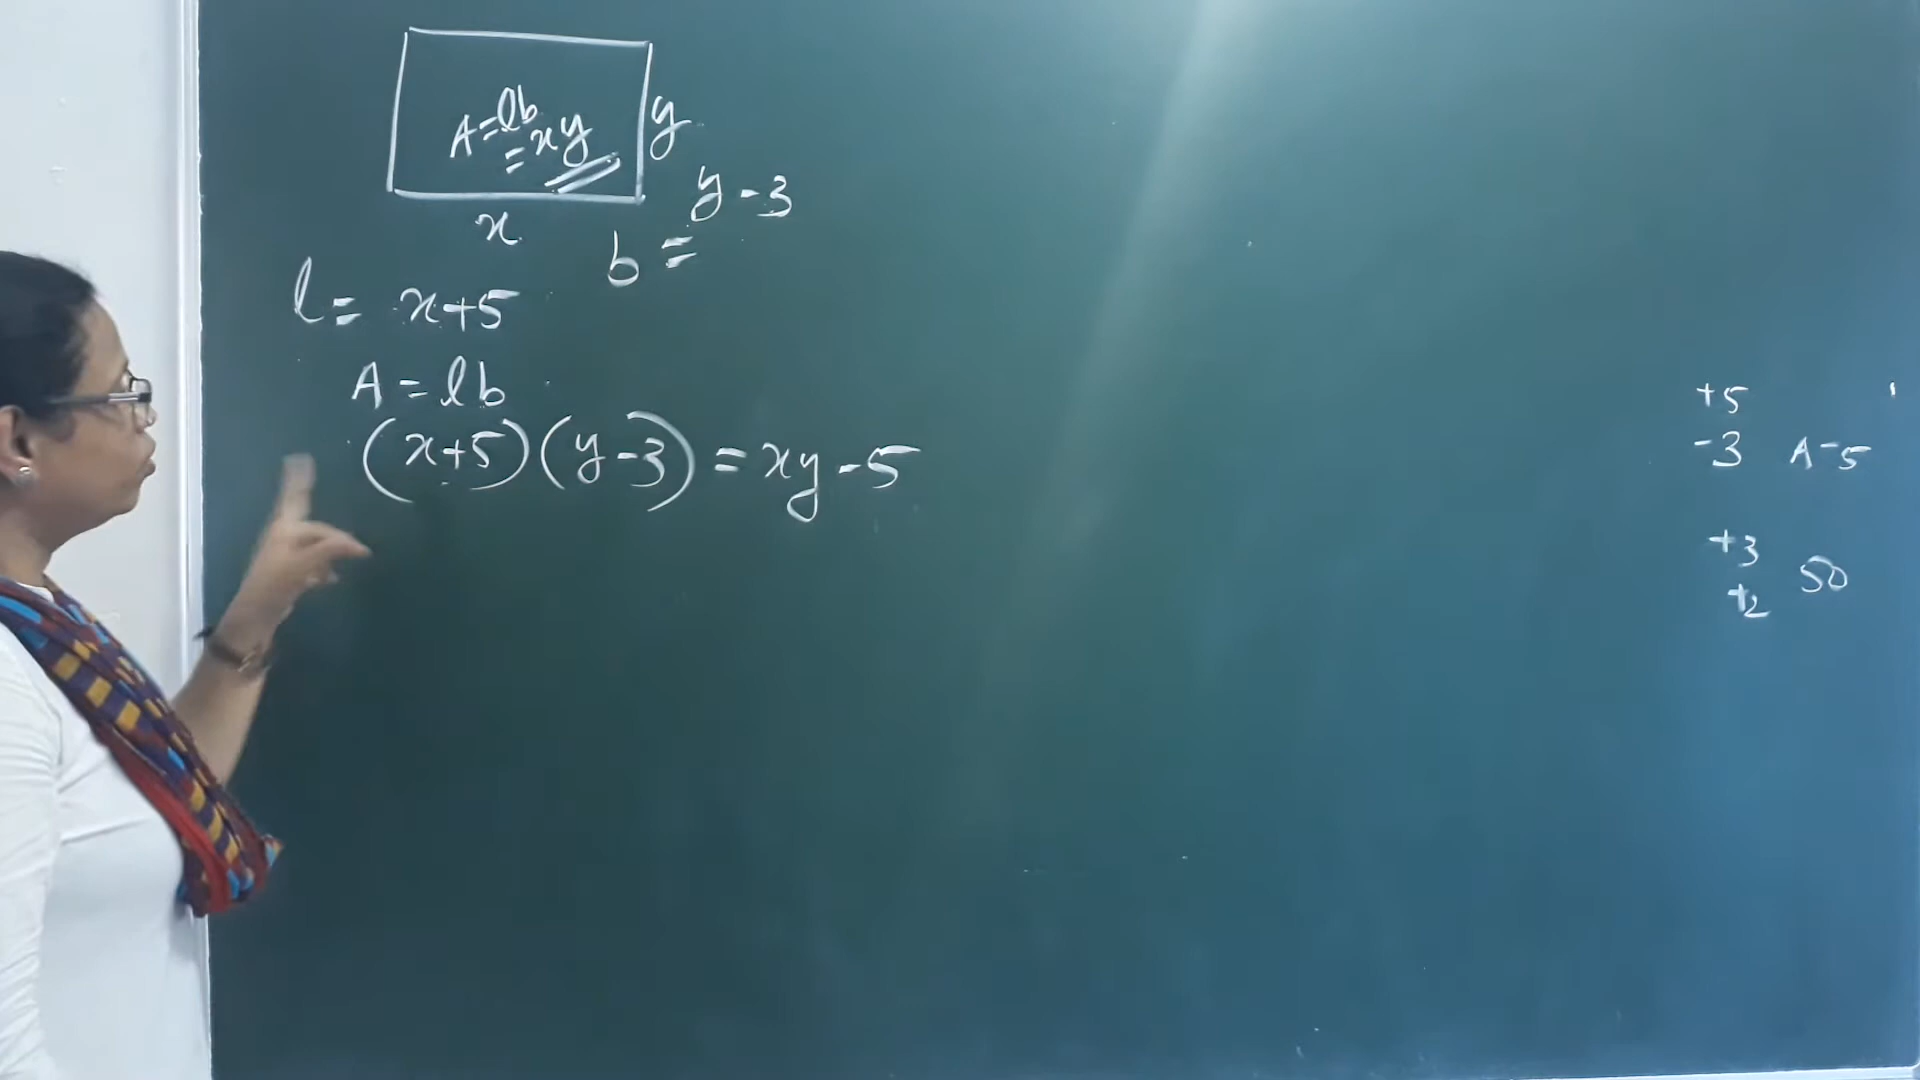 A = lb
= xy
y
x
y - 3
b =
l = x+5
A = lb
(x+5)(y-3) = xy - 5
+5
-3 A-5
+3
+2 50